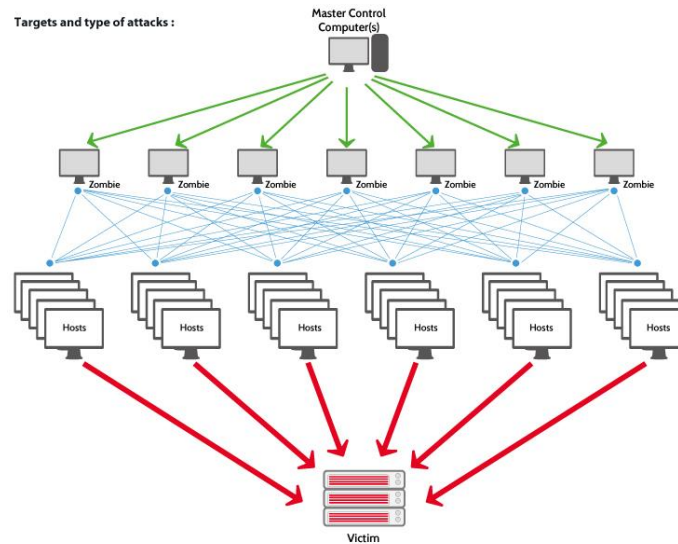 Targets and type of attacks :
Master Control
Computer(s)
Zombie
Zombie
Zombie
Zombie
Zombie
Zombie
Zombie
Hosts
Hosts
Hosts
Hosts
Hosts
Hosts
Victim